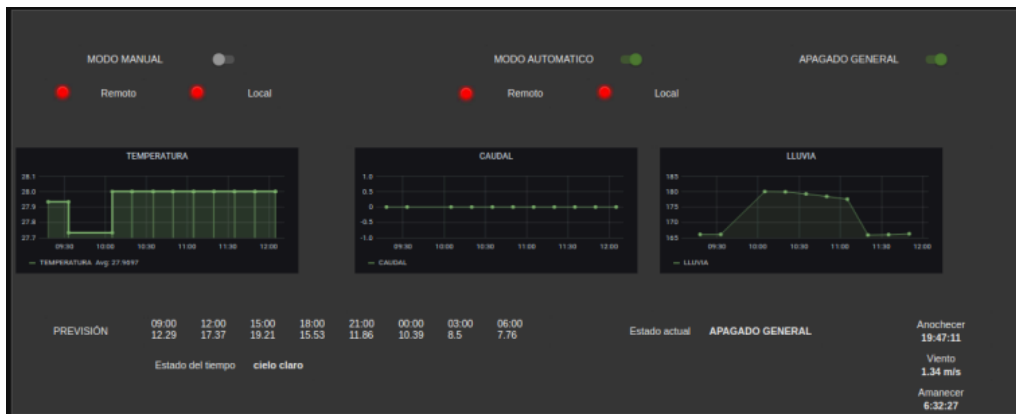 MODO MANUAL
MODO AUTOMATICO
APAGADO GENERAL
Remoto
Local
Remoto
Local
TEMPERATURA
28.1
28.0
27.9
27.8
27.7
09:30 10:00 10:30 11:00 11:30 12:00
TEMPERATURA Avg: 27.9697
CAUDAL
1.0
0.5
0
-0.5
-1.0
09:30 10:00 10:30 11:00 11:30 12:00
CAUDAL
LLUVIA
185
180
175
170
165
09:30 10:00 10:30 11:00 11:30 12:00
LLUVIA
PREVISIÓN
09:00 12:00 15:00 18:00 21:00 00:00 03:00 06:00
12.29 17.37 19.21 15.53 11.86 10.39 8.5 7.76
Estado del tiempo cielo claro
Estado actual APAGADO GENERAL
Anochecer
19:47:11
Viento
1.34 m/s
Amanecer
6:32:27